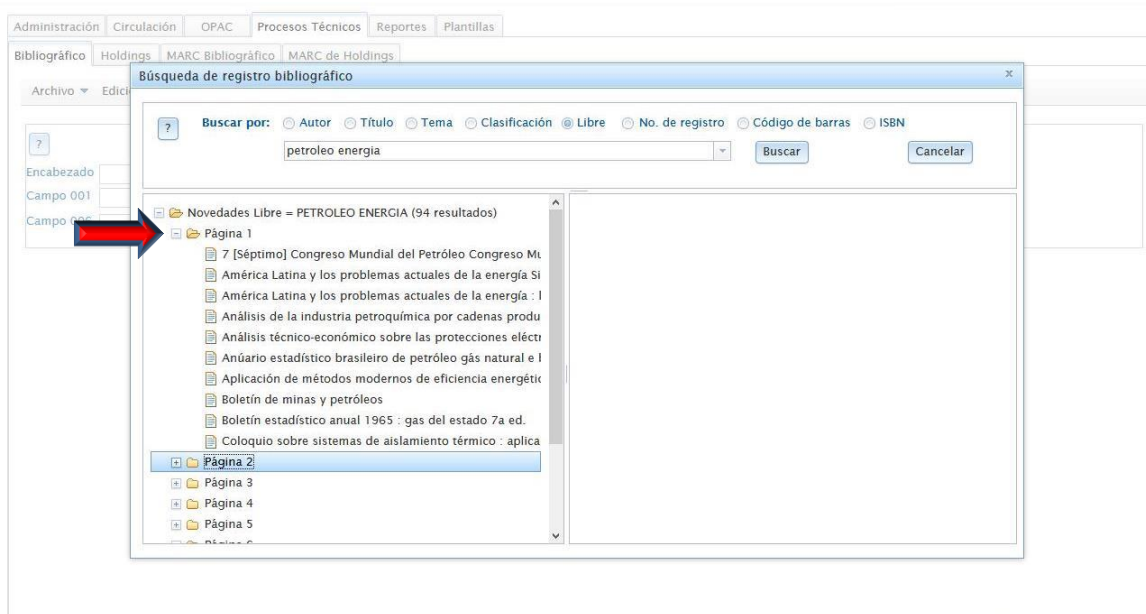 Administración Circulación OPAC Procesos Técnicos Reportes Plantillas
Bibliográfico Holdings MARC Bibliográfico MARC de Holdings
Búsqueda de registro bibliográfico x
Archivo Edici
? Buscar por: Autor Título Tema Clasificación Libre No. de registro Código de barras ISBN
petroleo energia Buscar Cancelar
?
Encabezado
Campo 001
Campo
Novedades Libre = PETROLEO ENERGIA (94 resultados)
Página 1
7 [Séptimo] Congreso Mundial del Petróleo Congreso Mu
América Latina y los problemas actuales de la energía Si
América Latina y los problemas actuales de la energía :
Análisis de la industria petroquímica por cadenas produ
Análisis técnico-económico sobre las protecciones eléctr
Anúario estadístico brasileiro de petróleo gás natural e
Aplicación de métodos modernos de eficiencia energétic
Boletín de minas y petróleos
Boletín estadístico anual 1965 : gas del estado 7a ed.
Coloquio sobre sistemas de aislamiento térmico : aplica
Página 2
Página 3
Página 4
Página 5